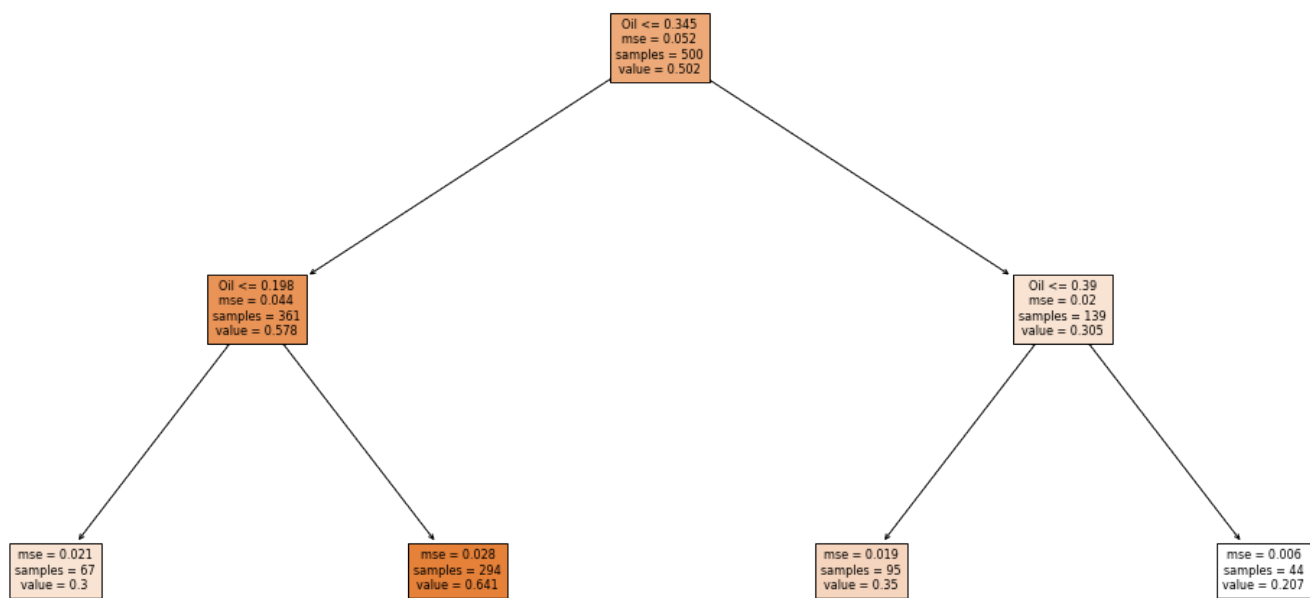 Oil <= 0.345
mse = 0.052
samples = 500
value = 0.502
Oil <= 0.198
mse = 0.044
samples = 361
value = 0.578
Oil <= 0.39
mse = 0.02
samples = 139
value = 0.305
mse = 0.021
samples = 67
value = 0.3
mse = 0.028
samples = 294
value = 0.641
mse = 0.019
samples = 95
value = 0.35
mse = 0.006
samples = 44
value = 0.207